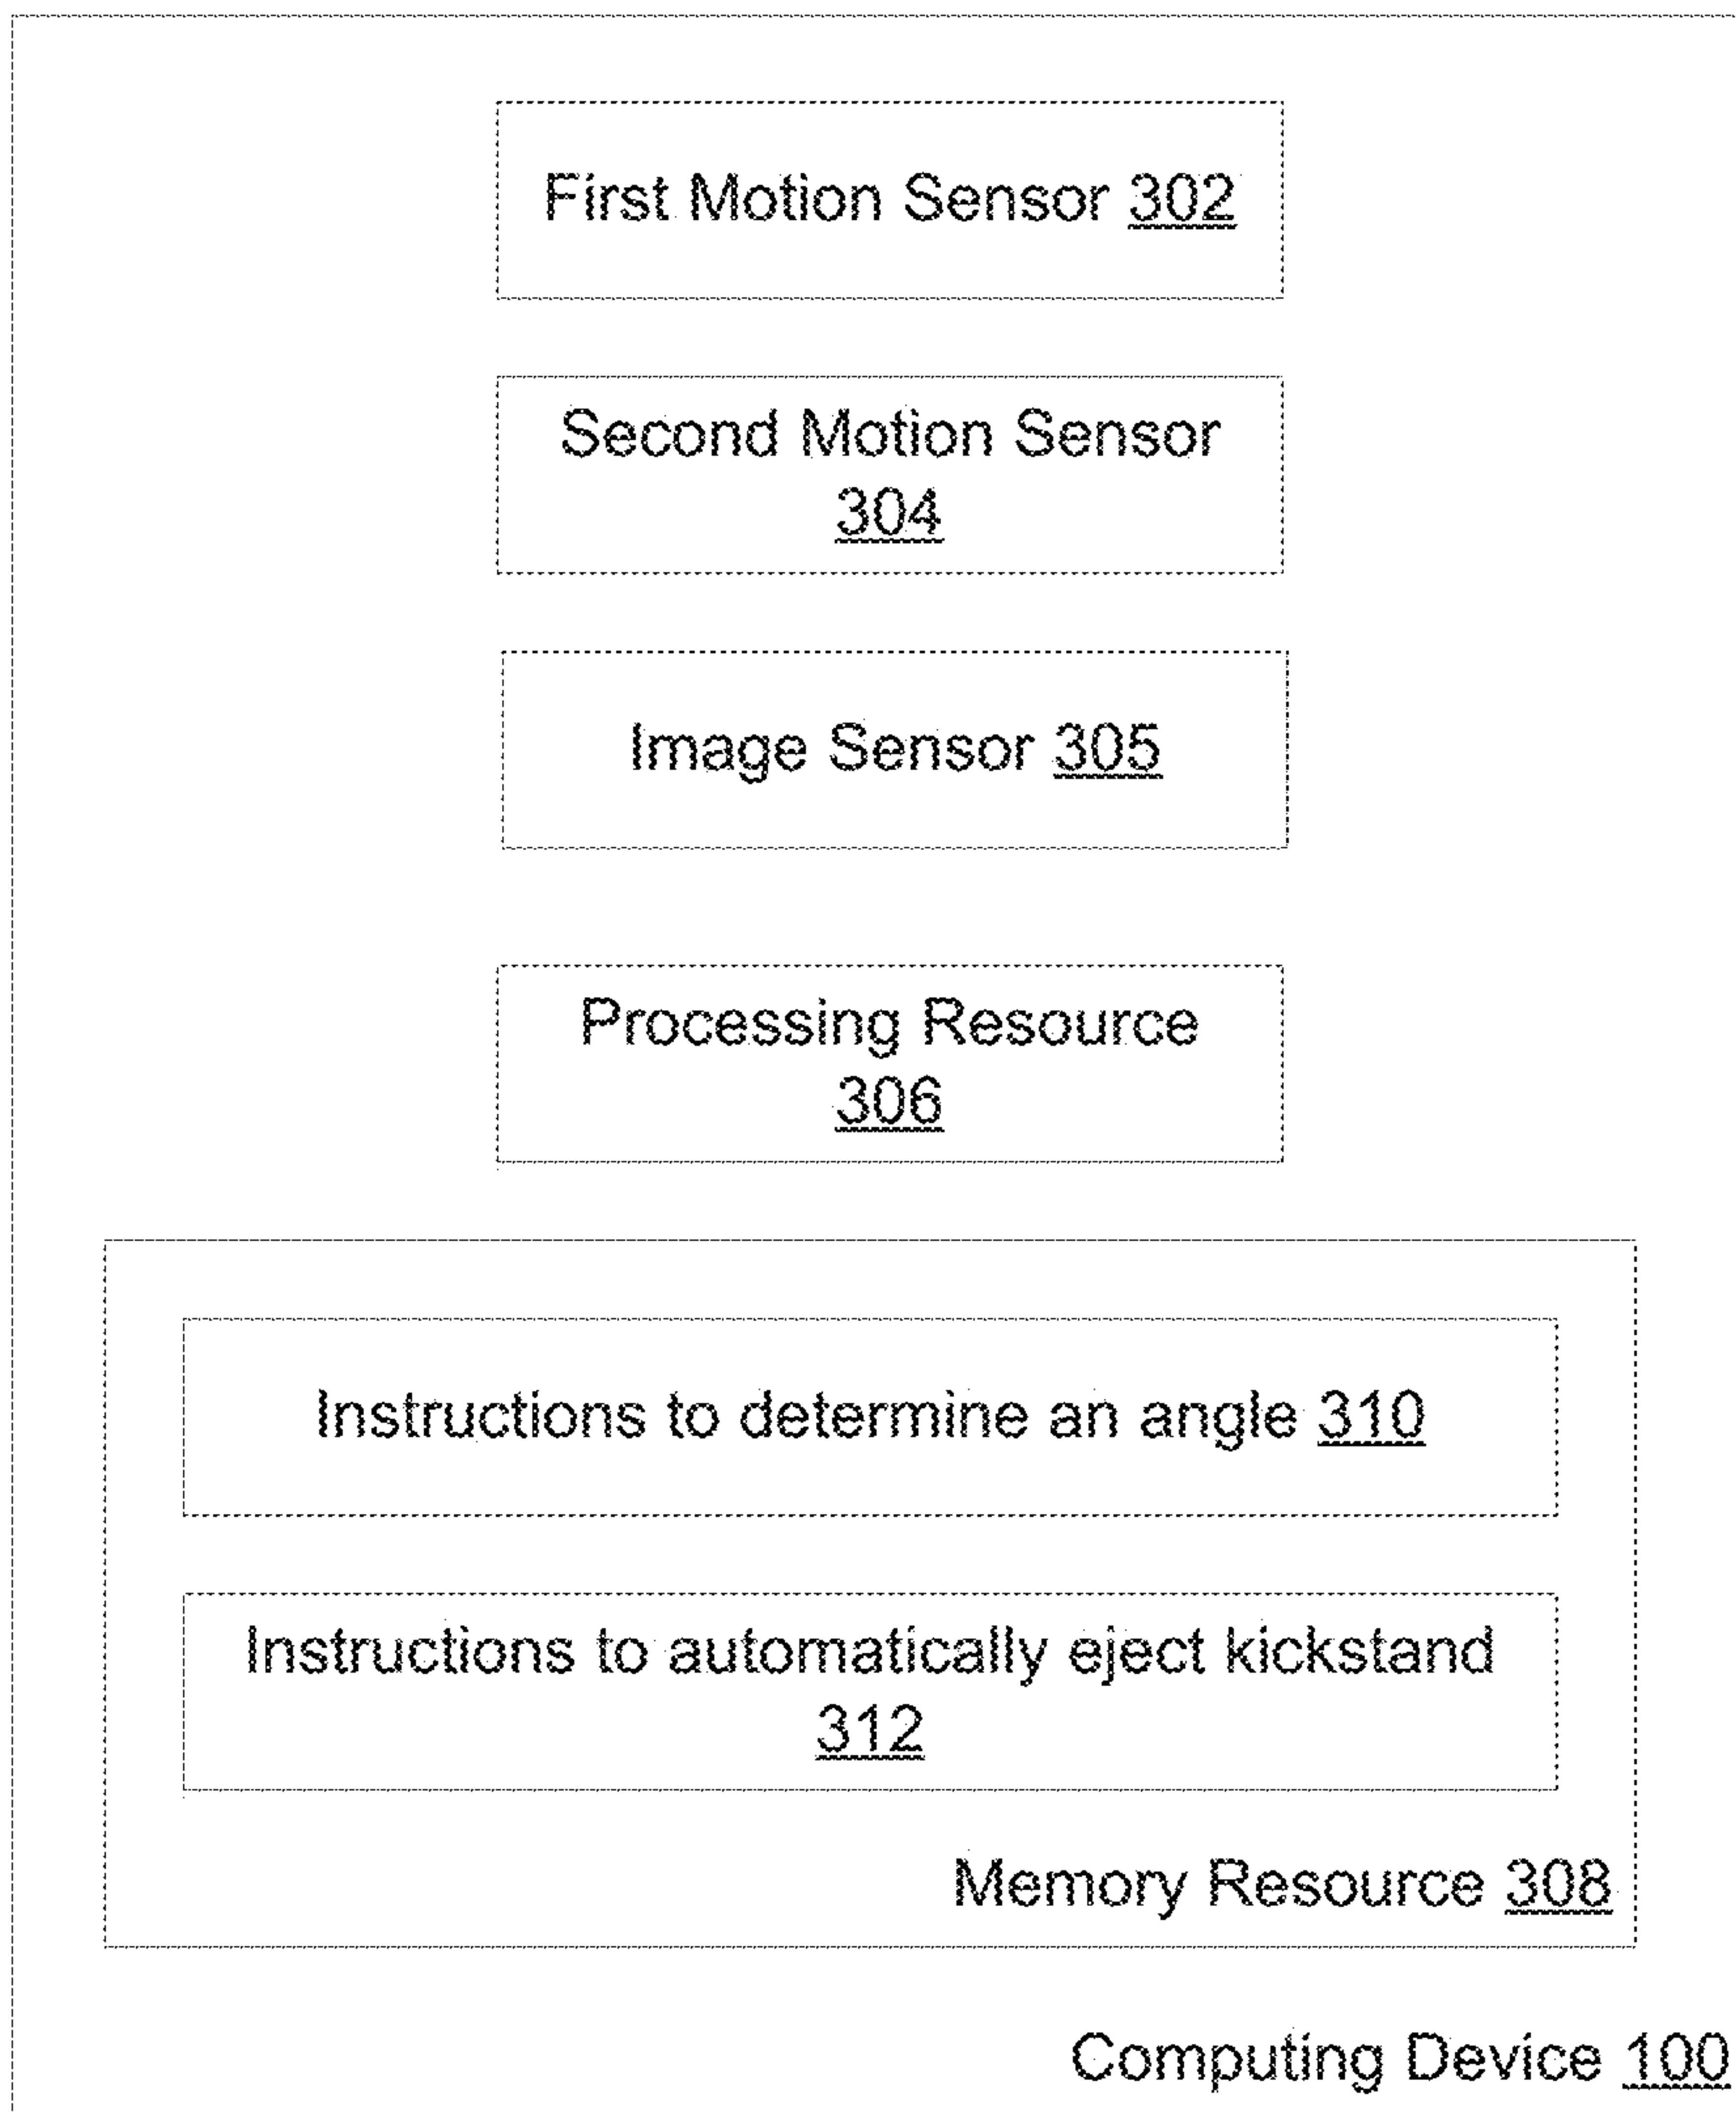 First Motion Sensor 302
Second Motion Sensor
304
Image Sensor 305
Processing Resource
306
Instructions to determine an angle 310
Instructions to automatically eject kickstand
312
Memory Resource 308
Computing Device 100